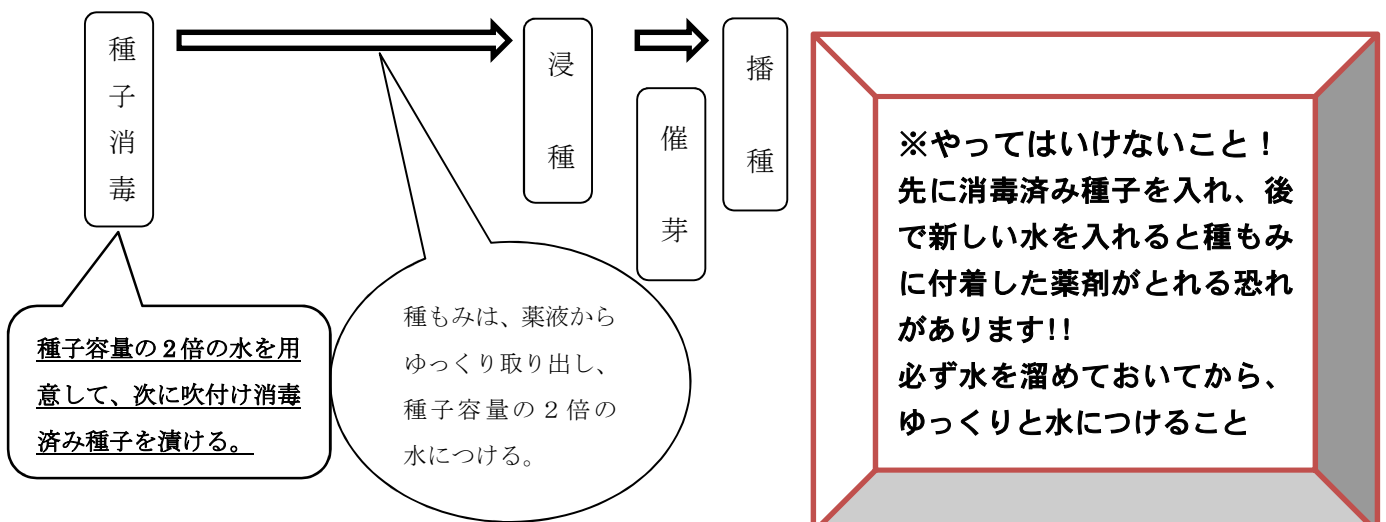 種子消毒
浸種
催芽
播種
種子容量の２倍の水を用
意して、次に吹付け消毒
済み種子を漬ける。
種もみは、薬液から
ゆっくり取り出し、
種子容量の２倍の
水につける。
※やってはいけないこと！
先に消毒済み種子を入れ、後
で新しい水を入れると種もみ
に付着した薬剤がとれる恐れ
があります!!
必ず水を溜めておいてから、
ゆっくりと水につけること